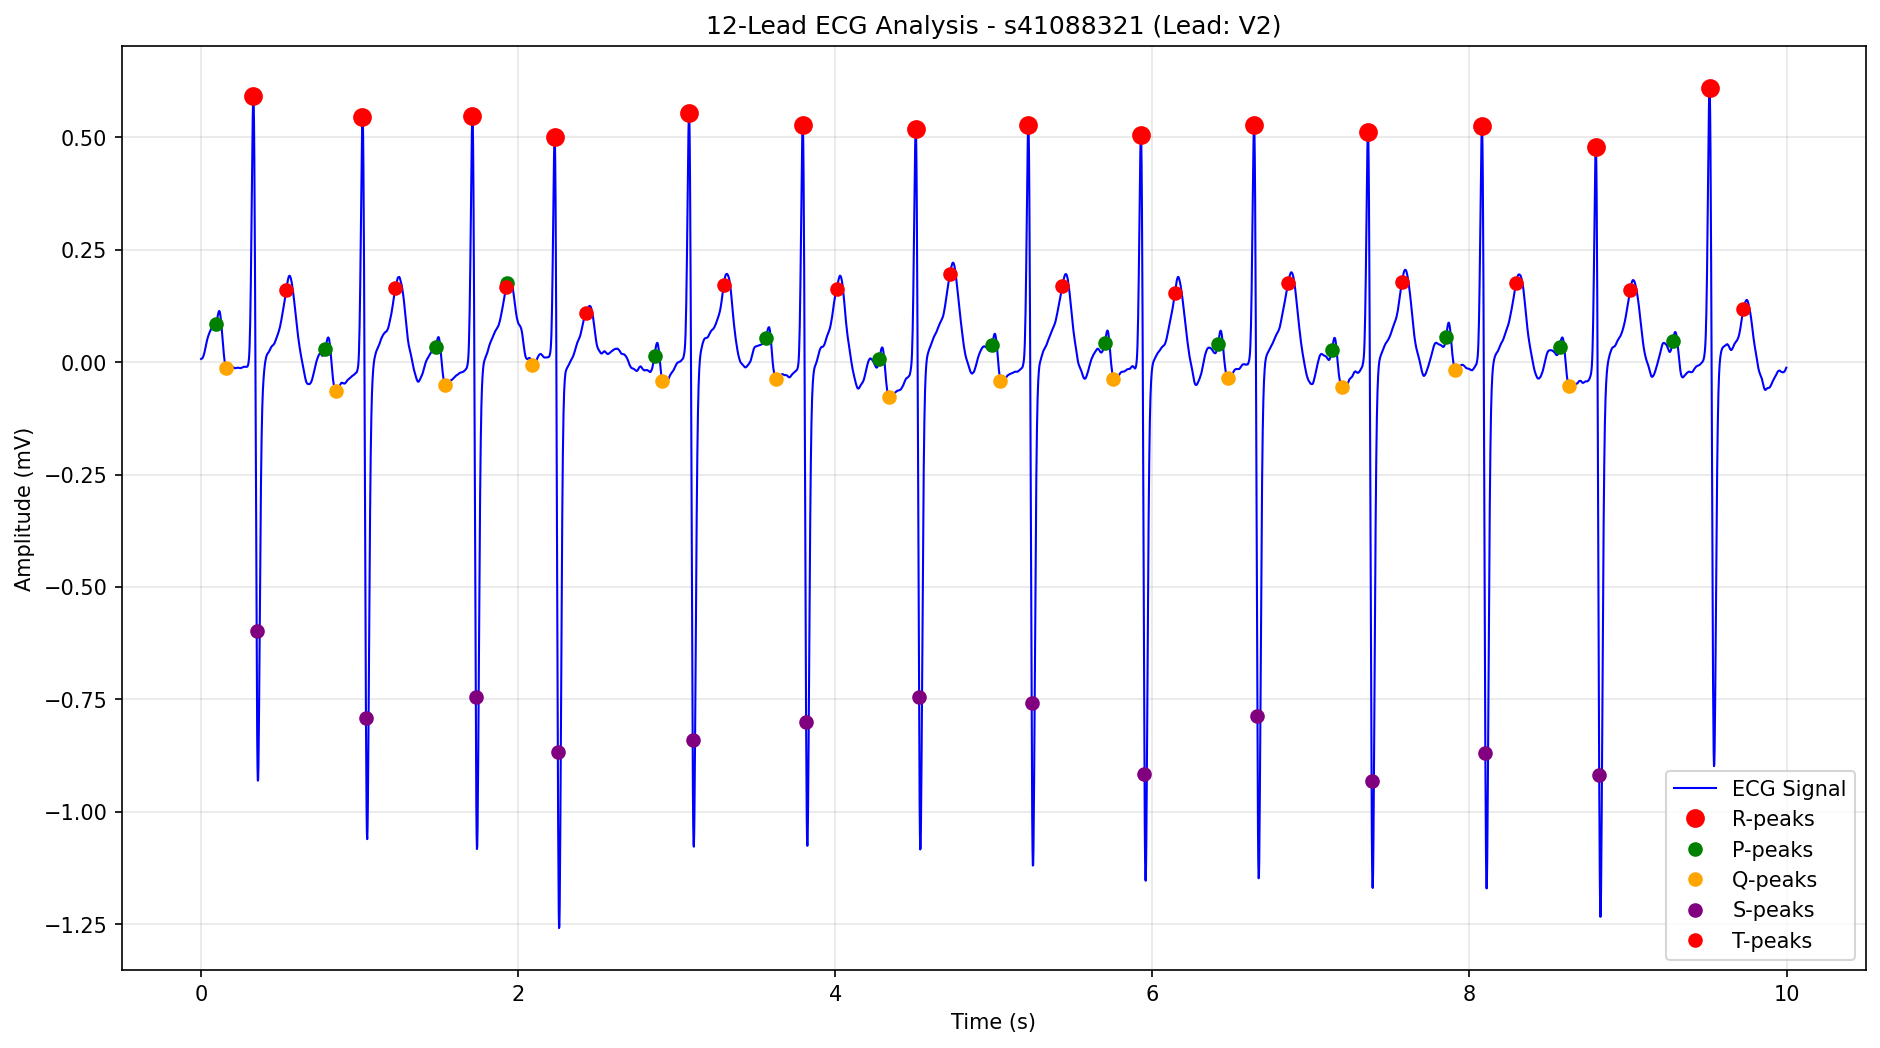 12-Lead ECG Analysis - s41088321 (Lead: V2)
Amplitude (mV)
0.50
0.25
0.00
−0.25
−0.50
−0.75
−1.00
−1.25
0 2 4 6 8 10
Time (s)
ECG Signal
R-peaks
P-peaks
Q-peaks
S-peaks
T-peaks